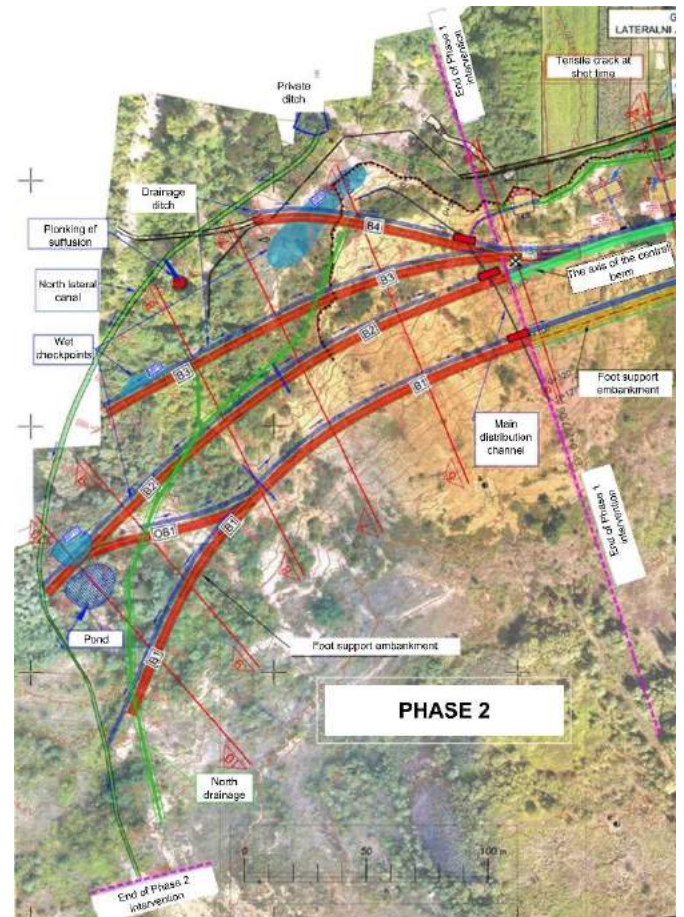 LATERALNI
End of Phase 1
intervention
Tensile crack at
shot time
Private
ditch
Drainage
ditch
Plonking of
suffusion
B4
North lateral
canal
The axis of the central
berm
B3
Wet
checkpoints
B2
B3
Foot support
embankment
B1
Main
distribution
channel
B2
OB1
B1
End of Phase 1
intervention
Pond
Foot support embankment
B1
PHASE 2
North
drainage
0
50
100 m
End of Phase 2
intervention